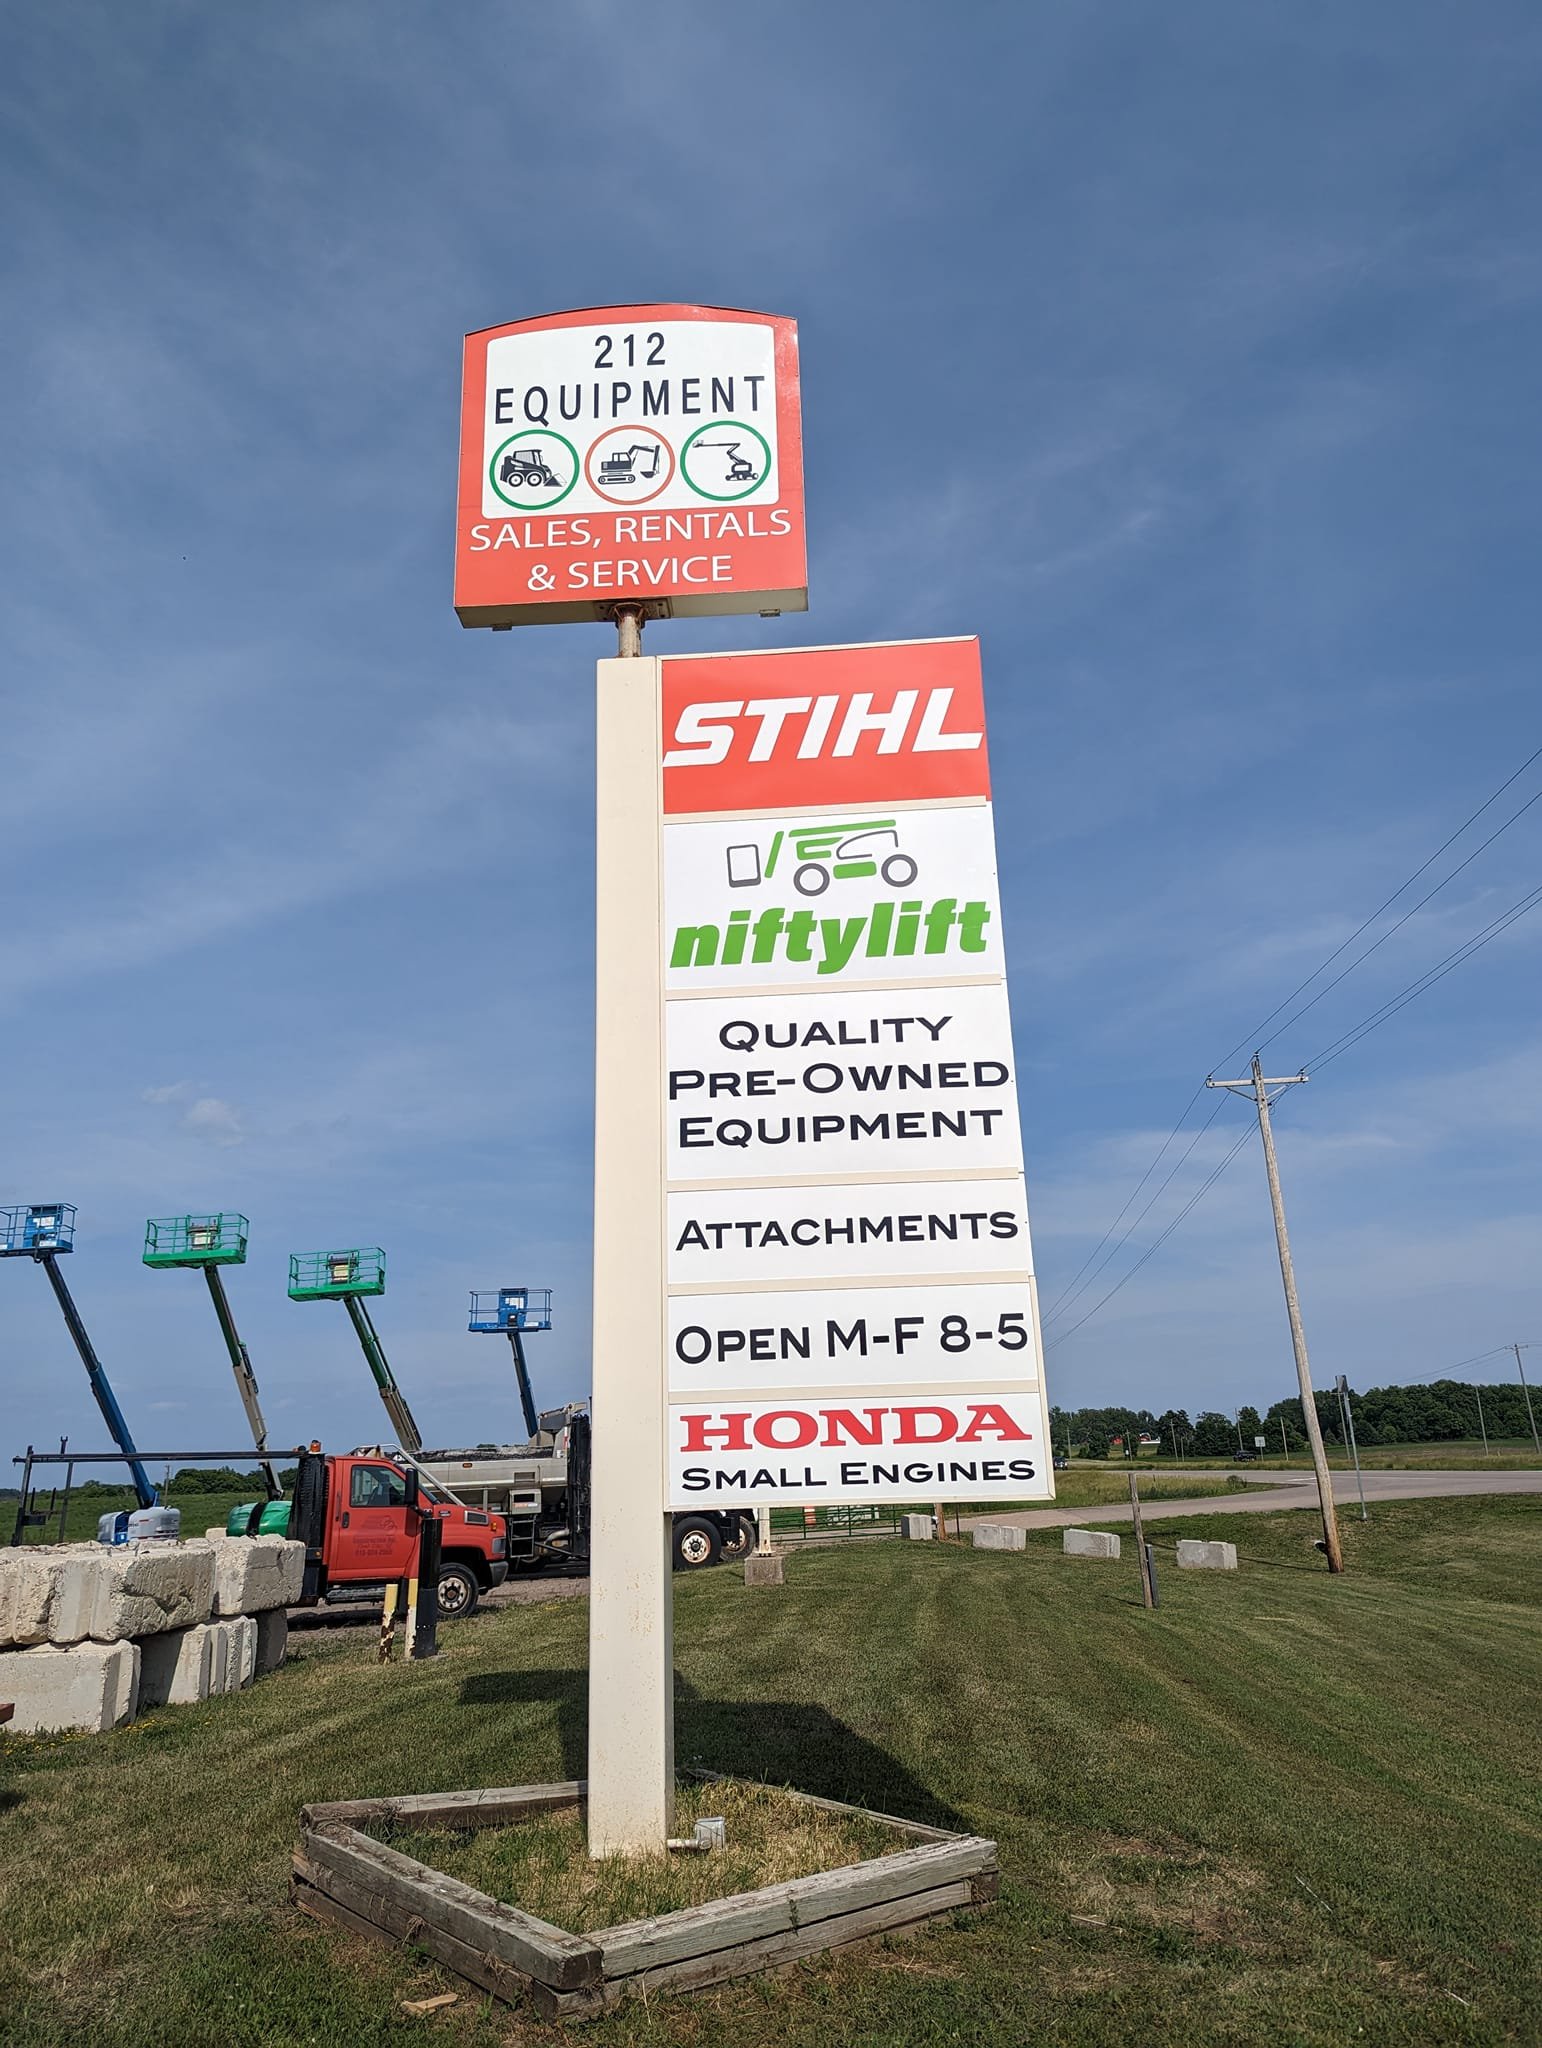 212
EQUIPMENT
SALES, RENTALS
& SERVICE
STIHL
niftylift
QUALITY
PRE-OWNED
EQUIPMENT
ATTACHMENTS
OPEN M-F 8-5
HONDA
SMALL ENGINES